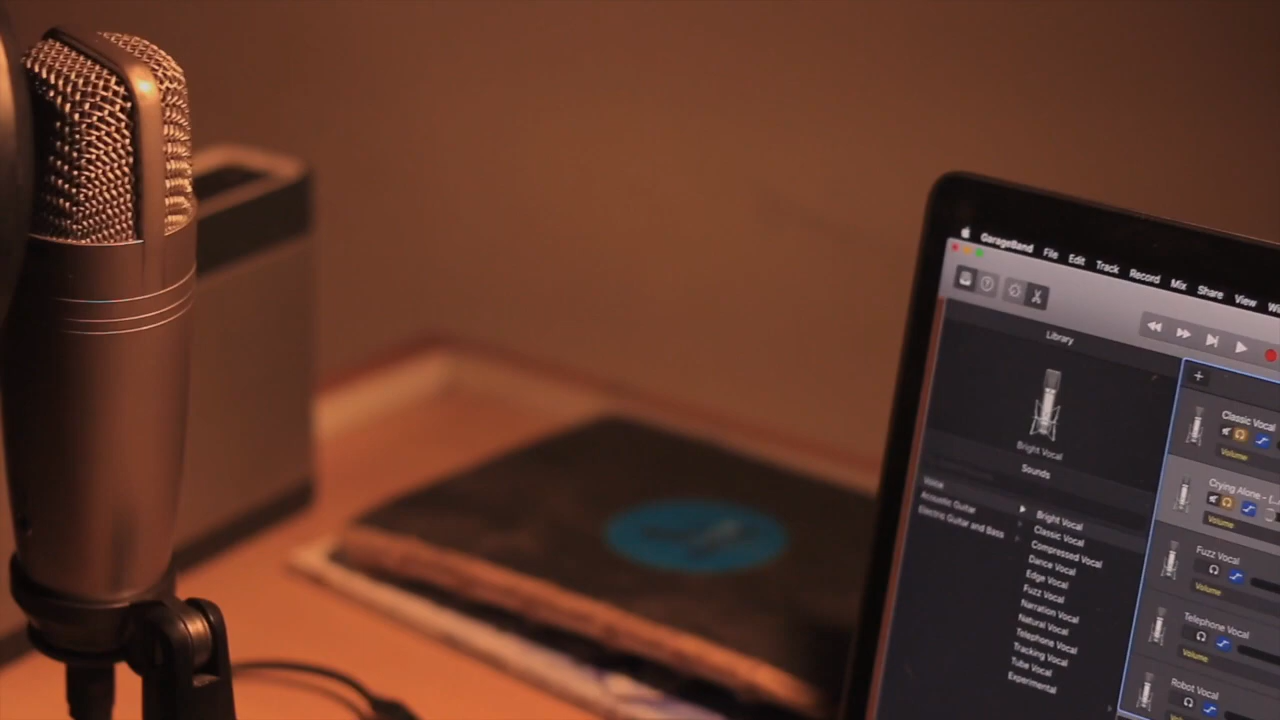 GarageBand File Edit Track Record Mix Share View
Library
Bright Vocal
Sounds
Voice
Acoustic Guitar
Electric Guitar and Bass
Bright Vocal
Classic Vocal
Compressed Vocal
Dance Vocal
Edge Vocal
Fuzz Vocal
Narration Vocal
Natural Vocal
Telephone Vocal
Tracking Vocal
Tube Vocal
Experimental
Classic Vocal
Volume
Crying Alone - (...
Volume
Fuzz Vocal
Volume
Telephone Vocal
Volume
Robot Vocal